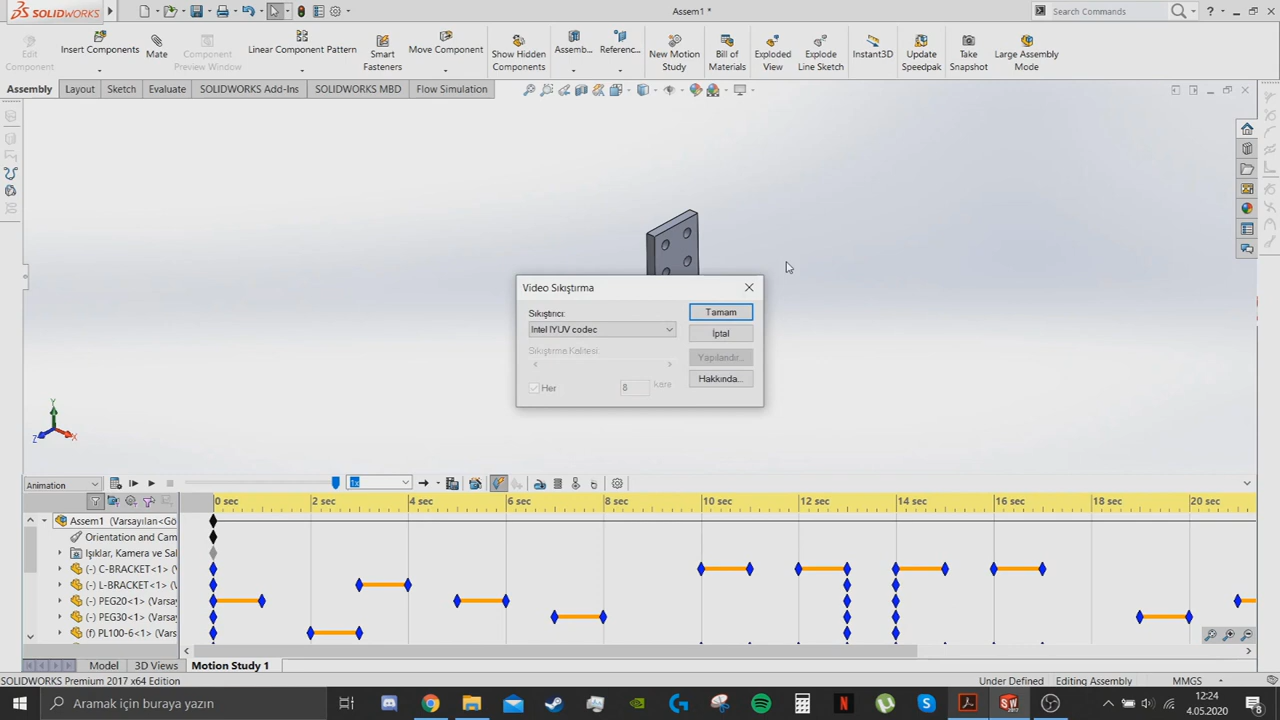 SOLIDWORKS
Assem1 *
Search Commands
Edit Component
Insert Components
Mate
Component Preview Window
Linear Component Pattern
Smart Fasteners
Move Component
Show Hidden Components
Assemb...
Referenc...
New Motion Study
Bill of Materials
Exploded View
Explode Line Sketch
Instant3D
Update Speedpak
Take Snapshot
Large Assembly Mode
Assembly
Layout
Sketch
Evaluate
SOLIDWORKS Add-Ins
SOLIDWORKS MBD
Flow Simulation
Video Sıkıştırma
Sıkıştırıcı:
Tamam
Intel IYUV codec
İptal
Sıkıştırma Kalitesi:
Yapılandır...
Hakkında...
Her
8
kare
Y
Z
X
Animation
1x
0 sec
2 sec
4 sec
6 sec
8 sec
10 sec
12 sec
14 sec
16 sec
18 sec
20 sec
Assem1 (Varsayılan<Gö
Orientation and Cam
Işıklar, Kamera ve Sa
(-) C-BRACKET<1> (V
(-) L-BRACKET<1> (V
(-) PEG20<1> (Varsa
(-) PEG30<1> (Varsa
(f) PL100-6<1> (Vars
Model
3D Views
Motion Study 1
SOLIDWORKS Premium 2017 x64 Edition
Under Defined
Editing Assembly
MMGS
Aramak için buraya yazın
12:24
4.05.2020
8